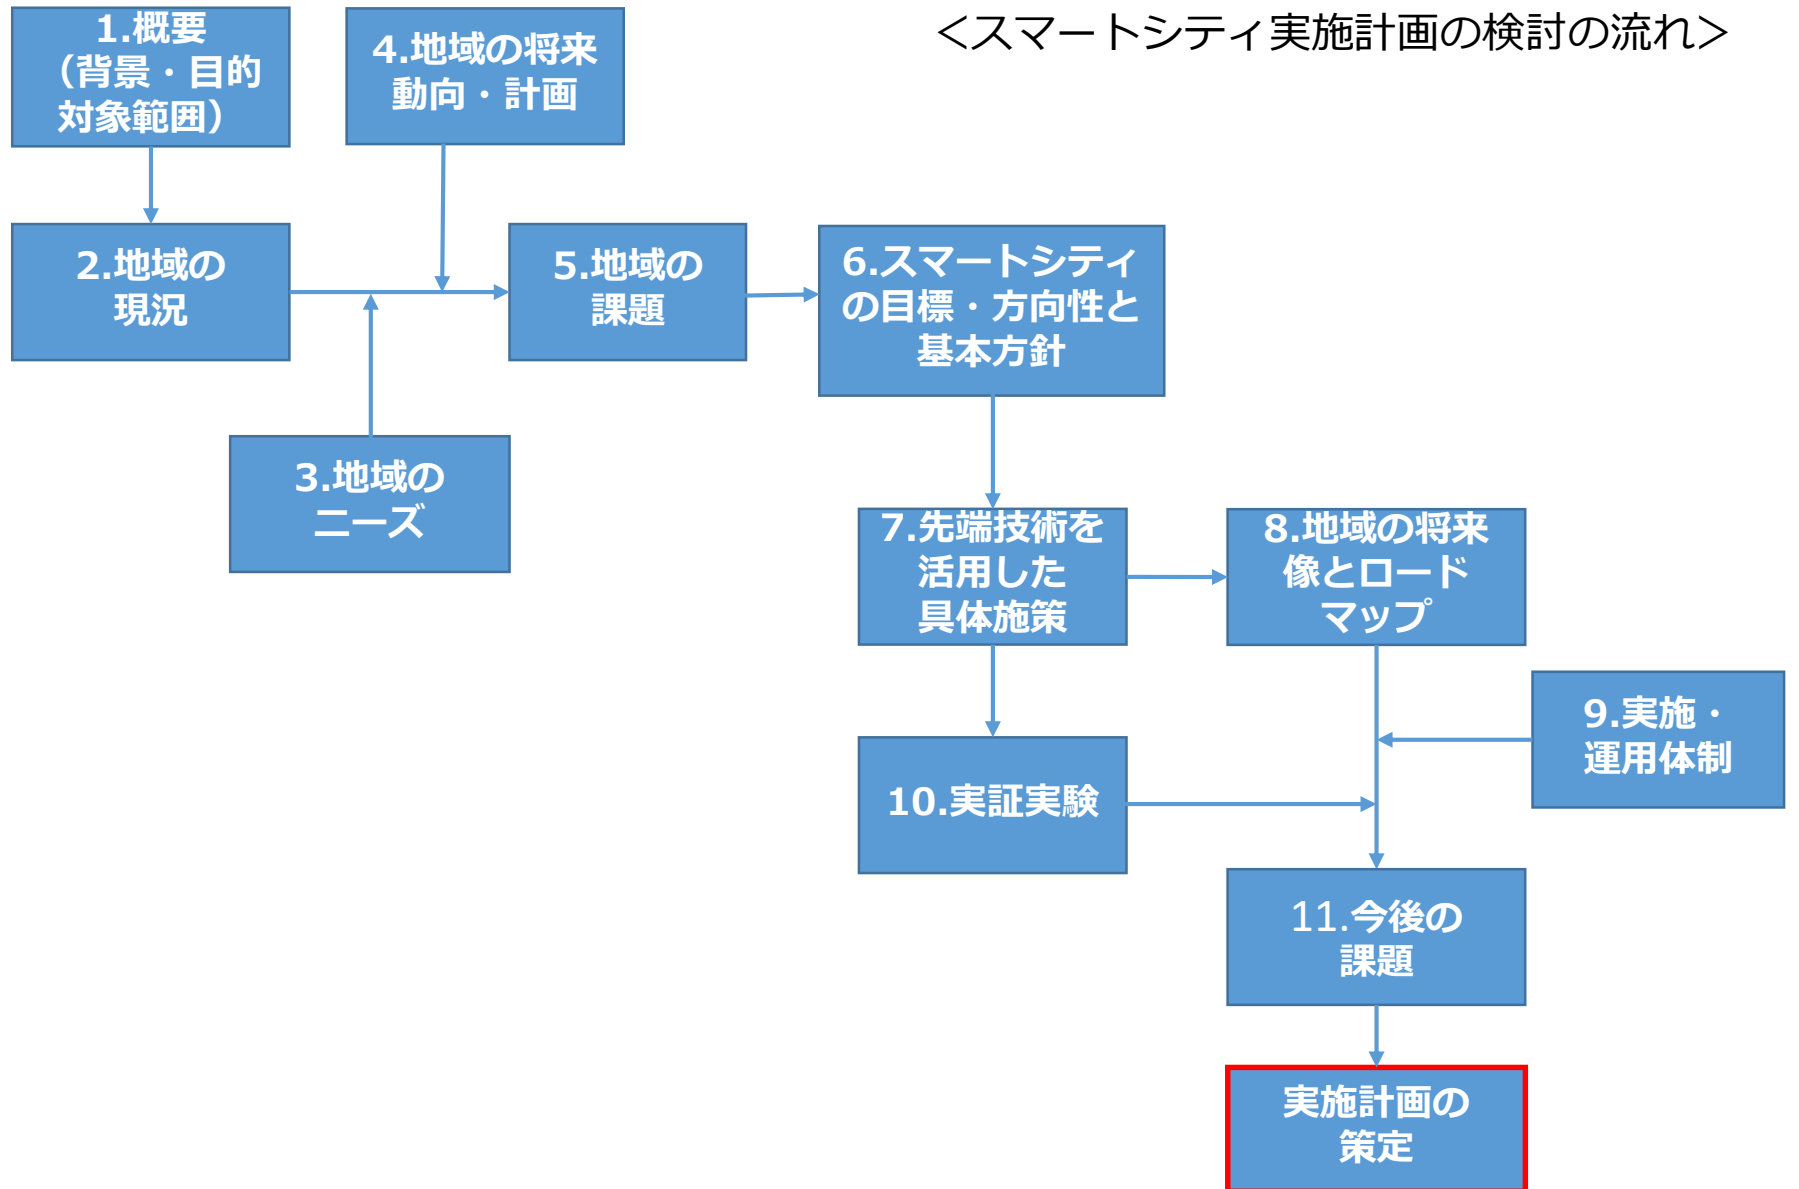 ＜スマートシティ実施計画の検討の流れ＞
1.概要
（背景・目的
対象範囲）
4.地域の将来
動向・計画
2.地域の
現況
5.地域の
課題
6.スマートシティ
の目標・方向性と
基本方針
3.地域の
ニーズ
7.先端技術を
活用した
具体施策
8.地域の将来
像とロード
マップ
9.実施・
運用体制
10.実証実験
11.今後の
課題
実施計画の
策定